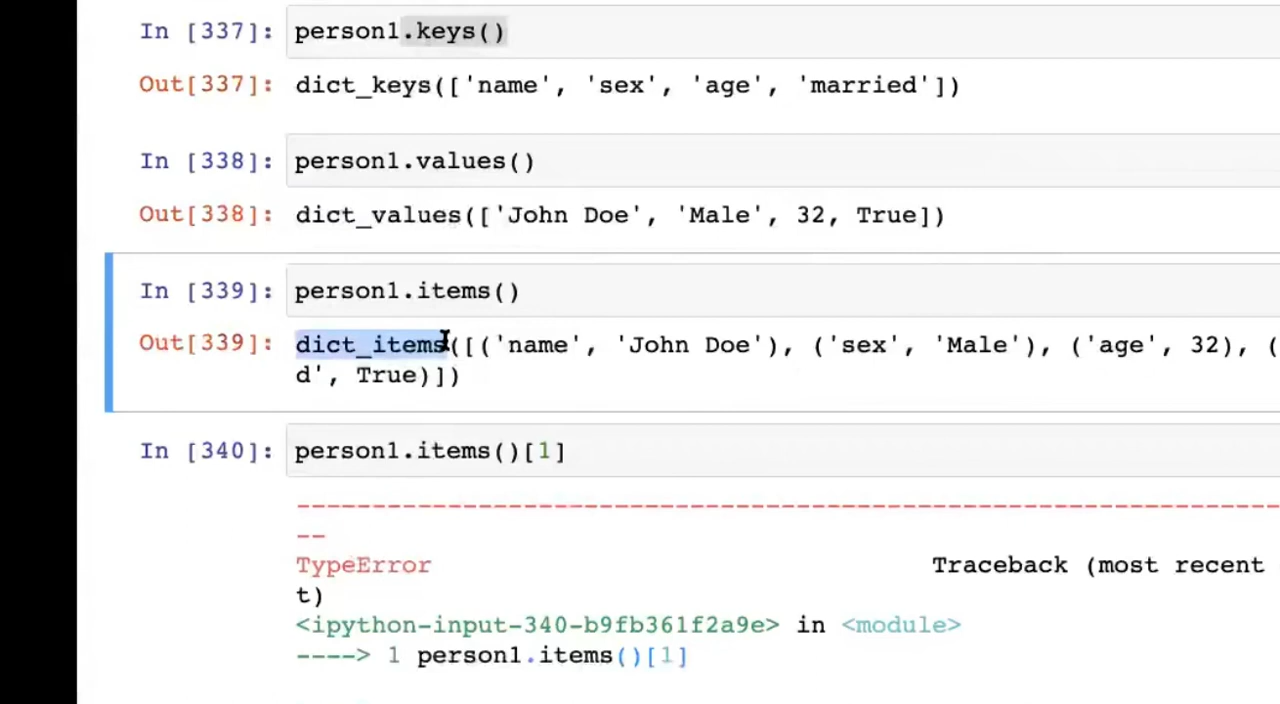 In [337]: person1.keys()
Out[337]: dict_keys(['name', 'sex', 'age', 'married'])
In [338]: person1.values()
Out[338]: dict_values(['John Doe', 'Male', 32, True])
In [339]: person1.items()
Out[339]: dict_items([('name', 'John Doe'), ('sex', 'Male'), ('age', 32), (
d', True)])
In [340]: person1.items()[1]
---------------------------------------------------------------------------
--
TypeError Traceback (most recent
t)
<ipython-input-340-b9fb361f2a9e> in <module>
----> 1 person1.items()[1]